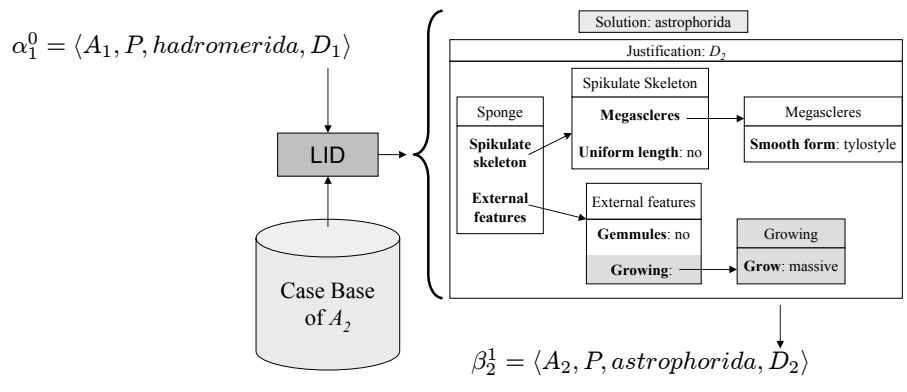 α₁⁰ = ⟨A₁, P, hadromerida, D₁⟩
LID
Case Base
of A₂
Solution: astrophorida
Justification: D₂
Sponge
Spikulate
skeleton
External
features
Spikulate Skeleton
Megascleres
Uniform length: no
Megascleres
Smooth form: tylostyle
External features
Gemmules: no
Growing:
Growing
Grow: massive
β₂¹ = ⟨A₂, P, astrophorida, D₂⟩